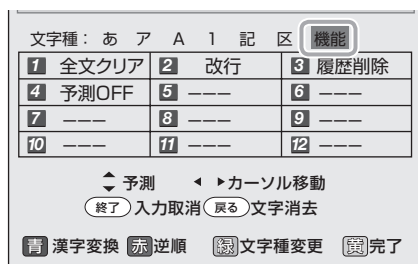 文字種： あ ア A 1 記 区 機能
1 全文クリア 2 改行 3 履歴削除
4 予測OFF 5 −−− 6 −−−
7 −−− 8 −−− 9 −−−
10 −−− 11 −−− 12 −−−
予測 カーソル移動
終了 入力取消 戻る 文字消去
青 漢字変換 赤 逆順 緑 文字種変更 黄 完了